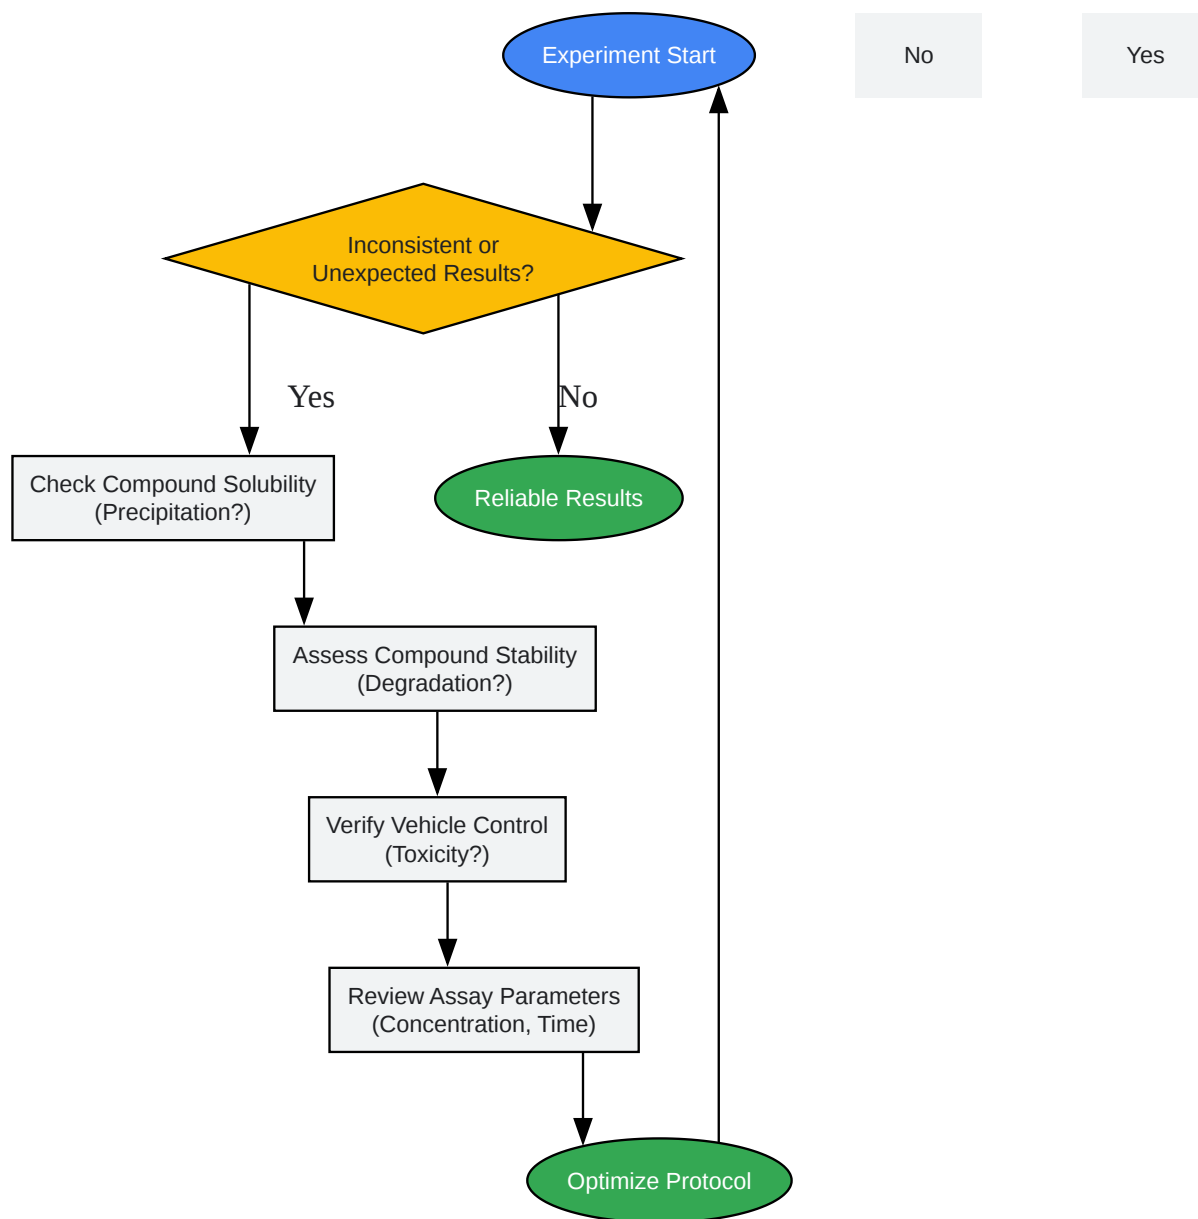 Experiment Start
No
Yes
Inconsistent or
Unexpected Results?
Yes
No
Check Compound Solubility
(Precipitation?)
Reliable Results
Assess Compound Stability
(Degradation?)
Verify Vehicle Control
(Toxicity?)
Review Assay Parameters
(Concentration, Time)
Optimize Protocol